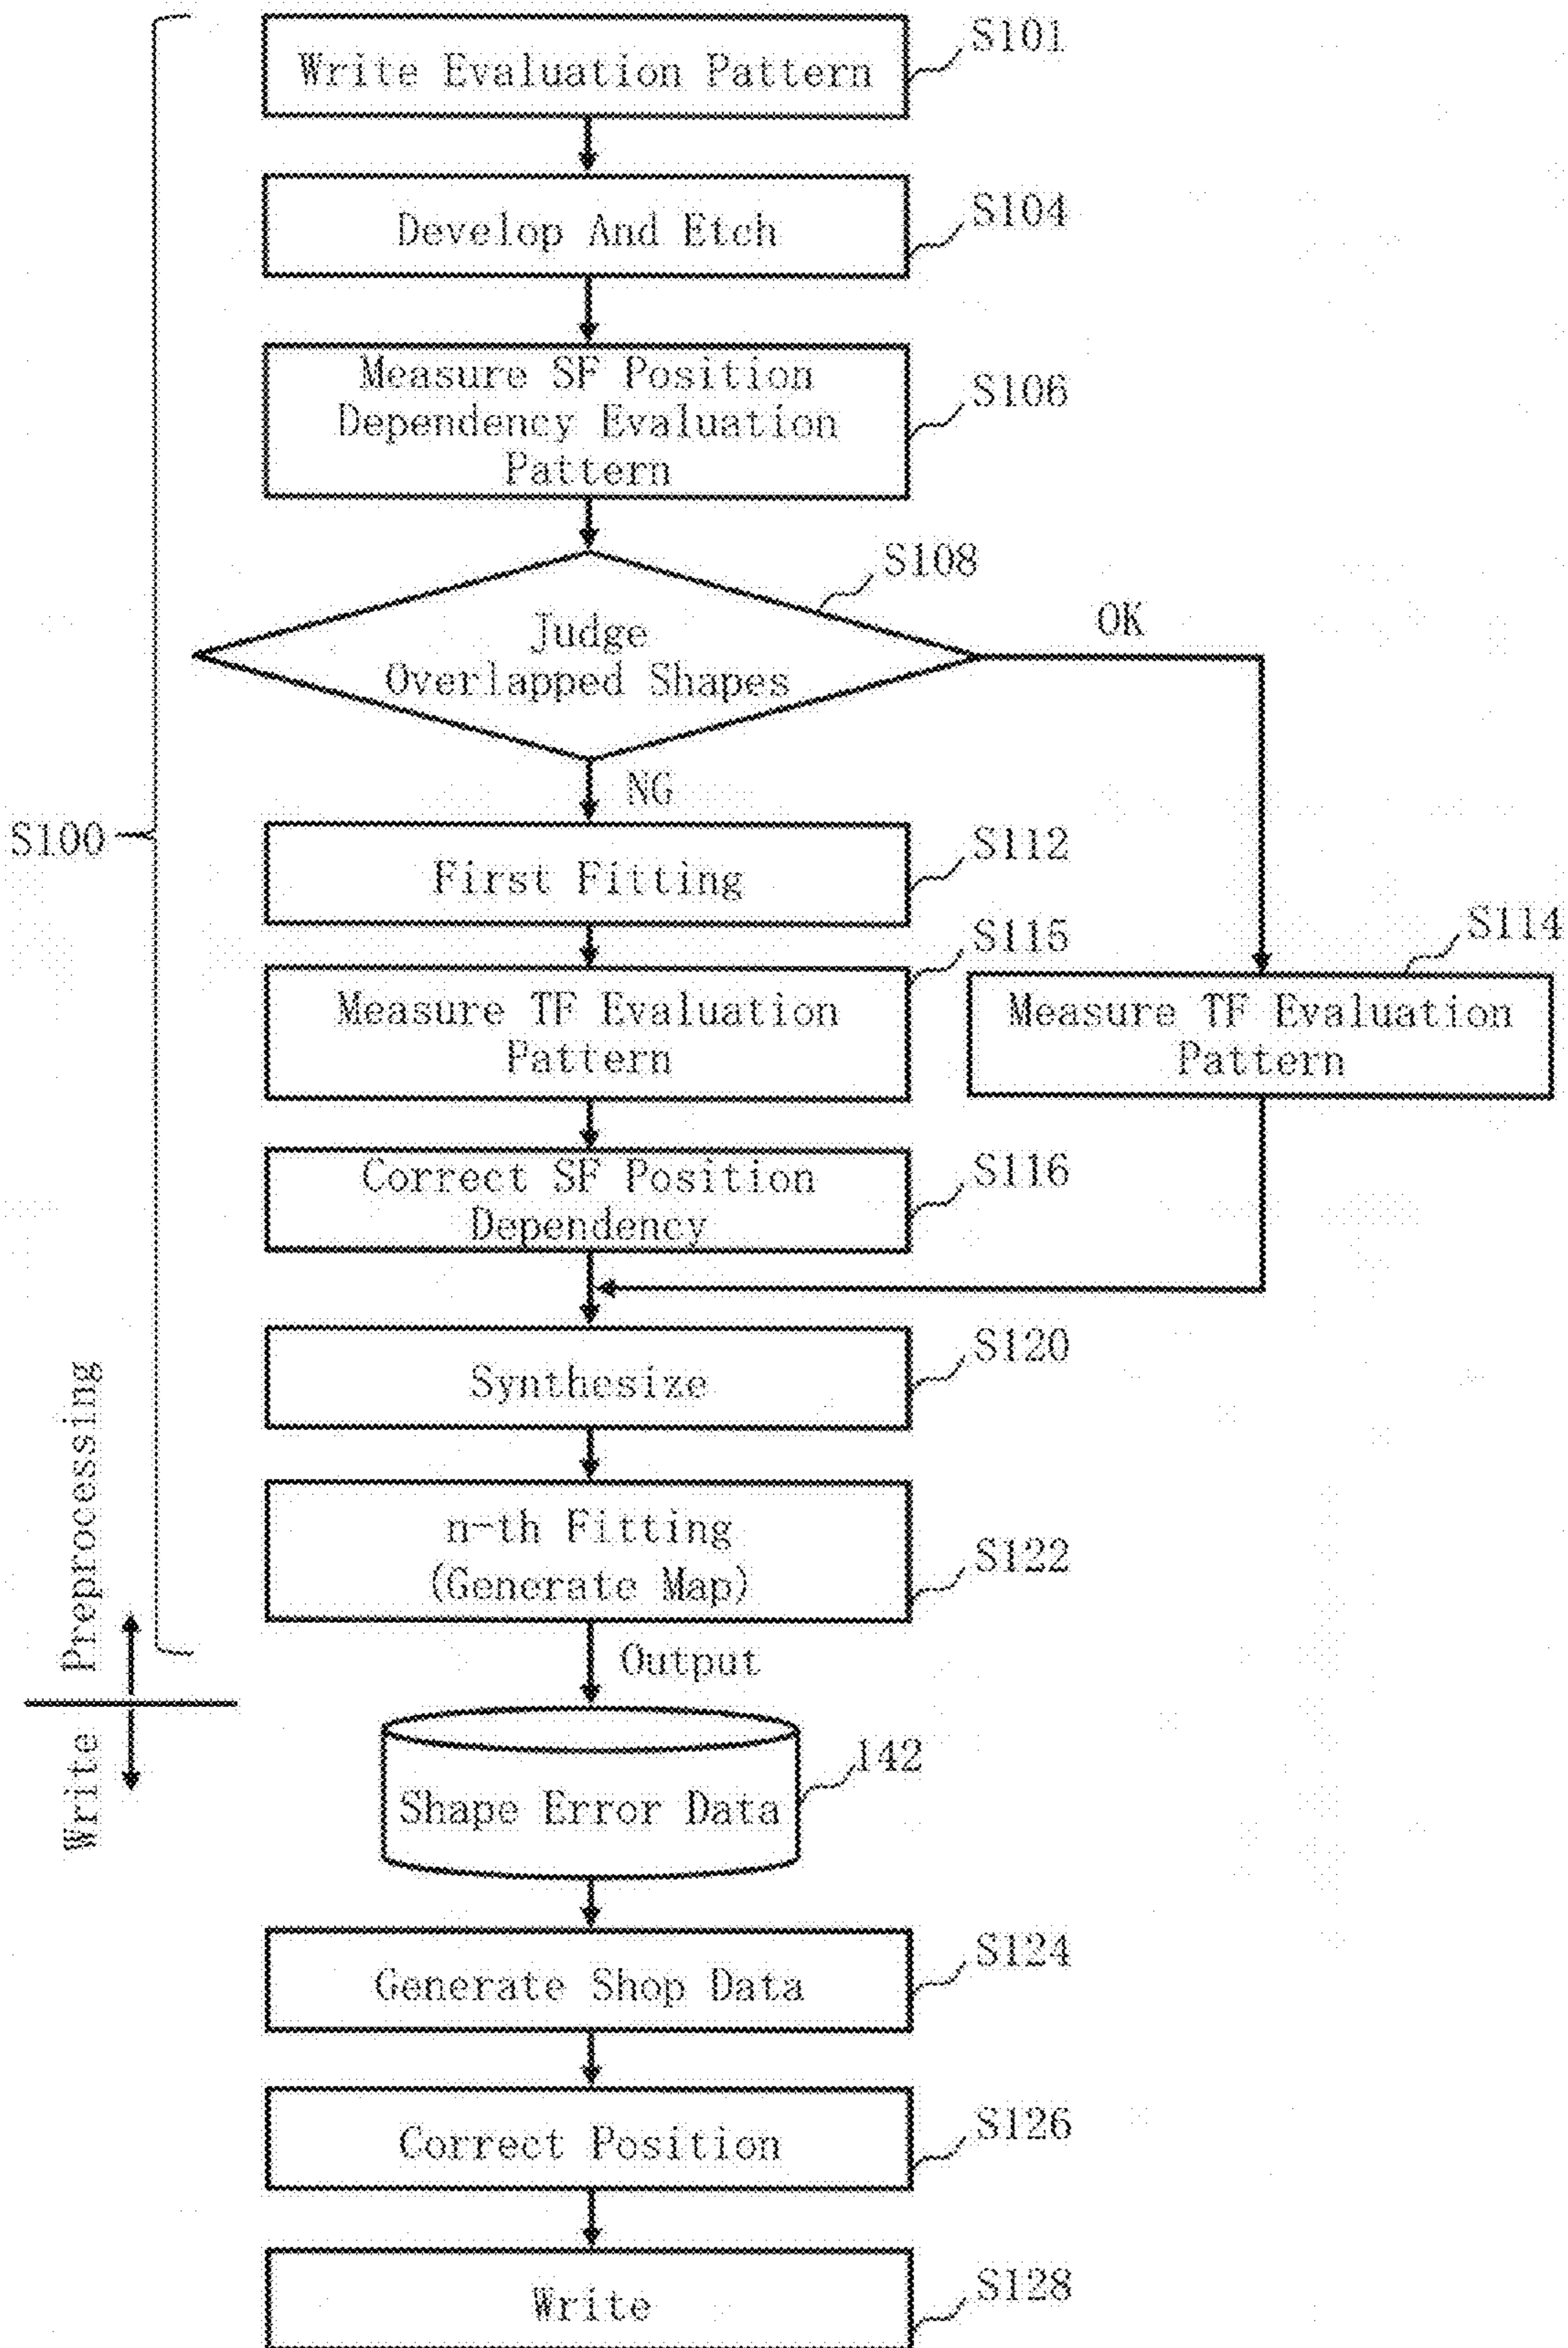 S101
Write Evaluation Pattern
S104
Develop And Etch
S106
Measure SF Position
Dependency Evaluation
Pattern
S108
Judge
Overlapped Shapes
OK
NG
S100
S112
First Fitting
S115
Measure TF Evaluation
Pattern
S114
Measure TF Evaluation
Pattern
S116
Correct SF Position
Dependency
S120
Synthesize
n-th Fitting
(Generate Map)
S122
Preprocessing
Output
Write
142
Shape Error Data
S124
Generate Shop Data
S126
Correct Position
S128
Write